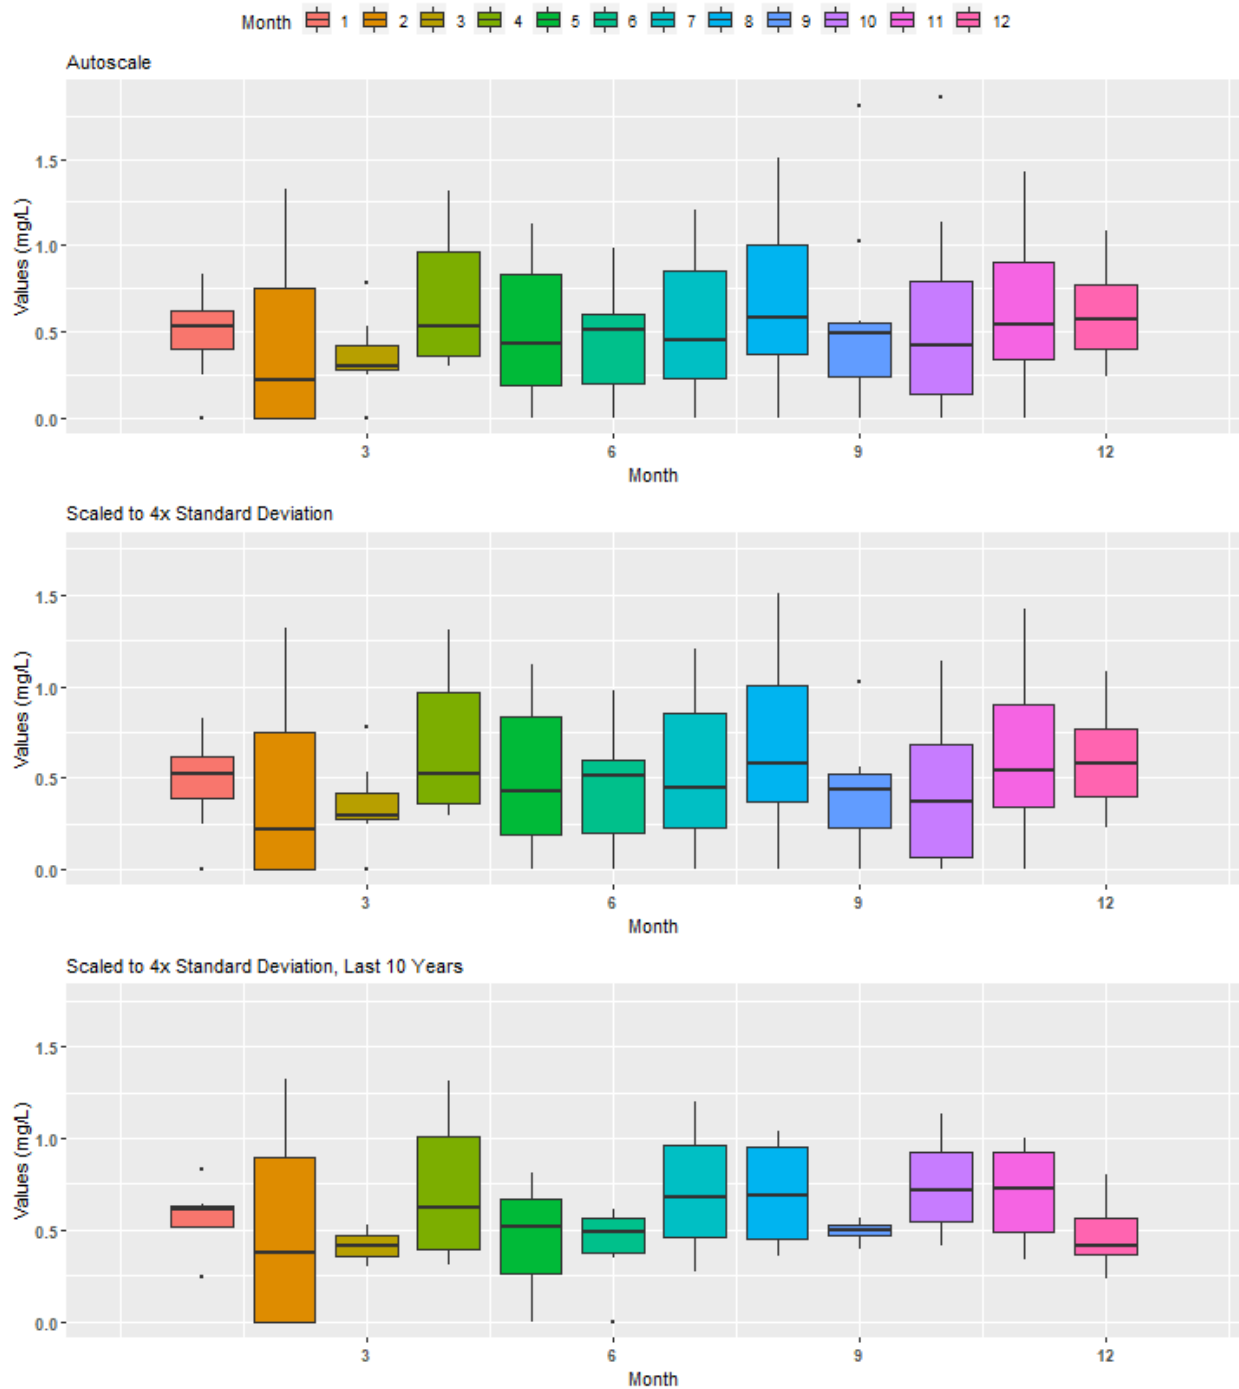 Month 1 2 3 4 5 6 7 8 9 10 11 12
Autoscale
Values (mg/L)
1.5
1.0
0.5
0.0
3 6 9 12
Month
Scaled to 4x Standard Deviation
Values (mg/L)
1.5
1.0
0.5
0.0
3 6 9 12
Month
Scaled to 4x Standard Deviation, Last 10 Years
Values (mg/L)
1.5
1.0
0.5
0.0
3 6 9 12
Month